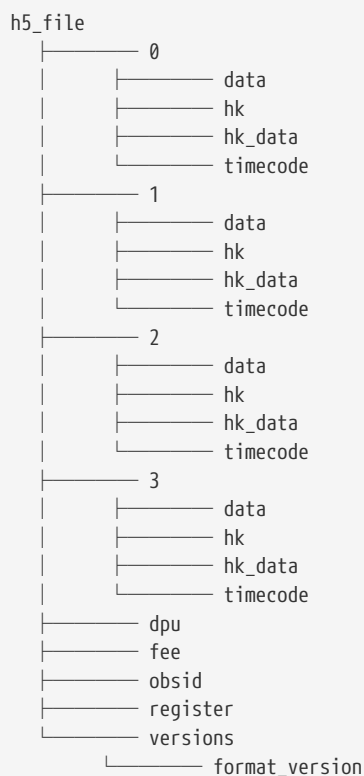 h5_file
0
data
hk
hk_data
timecode
1
data
hk
hk_data
timecode
2
data
hk
hk_data
timecode
3
data
hk
hk_data
timecode
dpu
fee
obsid
register
versions
format_version